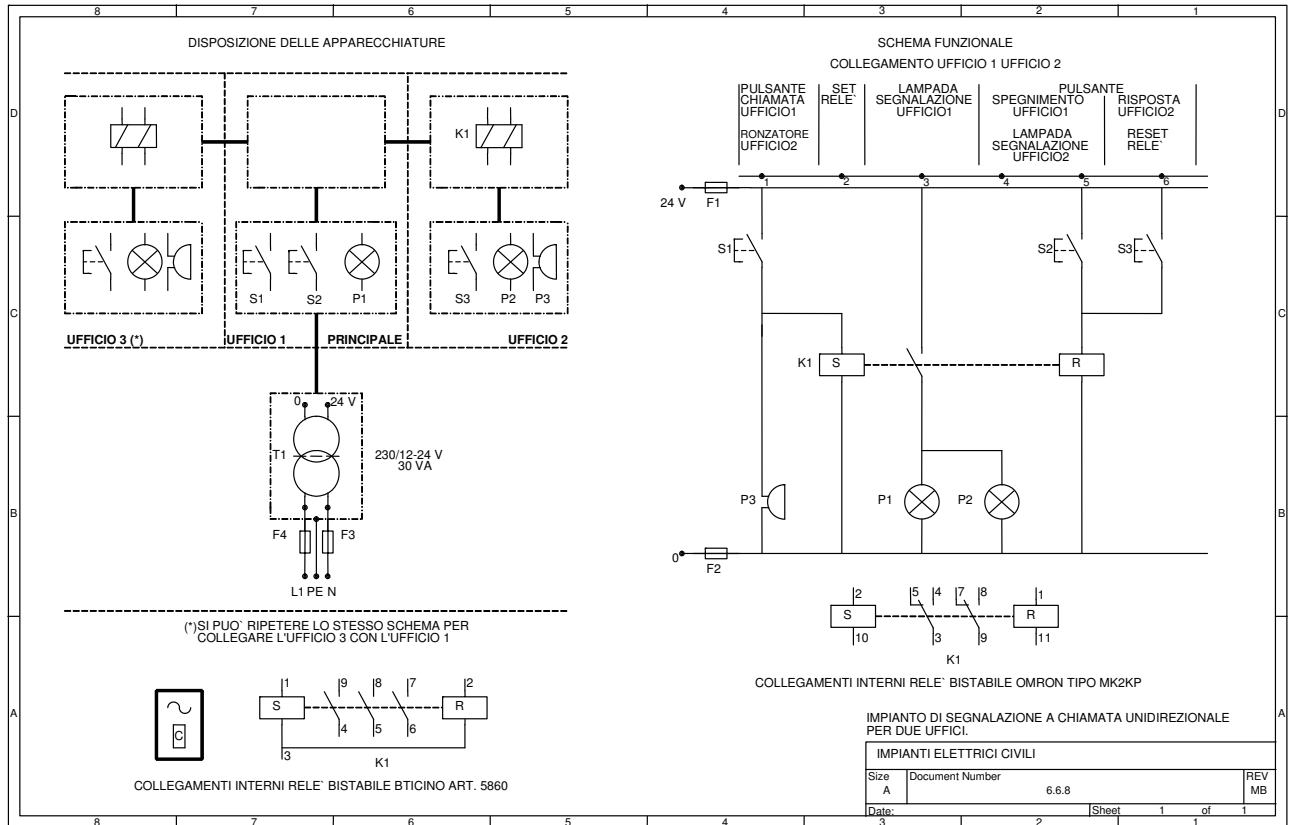 8 7 6 5 4 3 2 1
DISPOSIZIONE DELLE APPARECCHIATURE
SCHEMA FUNZIONALE
COLLEGAMENTO UFFICIO 1 UFFICIO 2
PULSANTE
CHIAMATA
UFFICIO1
RONZATORE
UFFICIO2
SET
RELE`
LAMPADA
SEGNALAZIONE
UFFICIO1
PULSANTE
SPEGNIMENTO
UFFICIO1
LAMPADA
SEGNALAZIONE
UFFICIO2
RISPOSTA
UFFICIO2
RESET
RELE`
D D
K1
1 2 3 4 5 6
24 V F1
S1 S2 S3
S1 S2 P1 S3 P2 P3
C C
UFFICIO 3 (*) UFFICIO 1 PRINCIPALE UFFICIO 2
K1 S R
0 24 V
T1
230/12-24 V
30 VA
P3 P1 P2
B B
F4 F3
L1 PE N
0 F2
(*)SI PUO` RIPETERE LO STESSO SCHEMA PER
COLLEGARE L'UFFICIO 3 CON L'UFFICIO 1
2 5 4 7 8 1
S R
10 3 9 11
K1
COLLEGAMENTI INTERNI RELE` BISTABILE OMRON TIPO MK2KP
A A
C
1 9 8 7 2
S R
4 5 6
3
K1
COLLEGAMENTI INTERNI RELE` BISTABILE BTICINO ART. 5860
IMPIANTO DI SEGNALAZIONE A CHIAMATA UNIDIREZIONALE
PER DUE UFFICI.
IMPIANTI ELETTRICI CIVILI
Size Document Number REV
A 6.6.8 MB
Date: Sheet 1 of 1
8 7 6 5 4 3 2 1